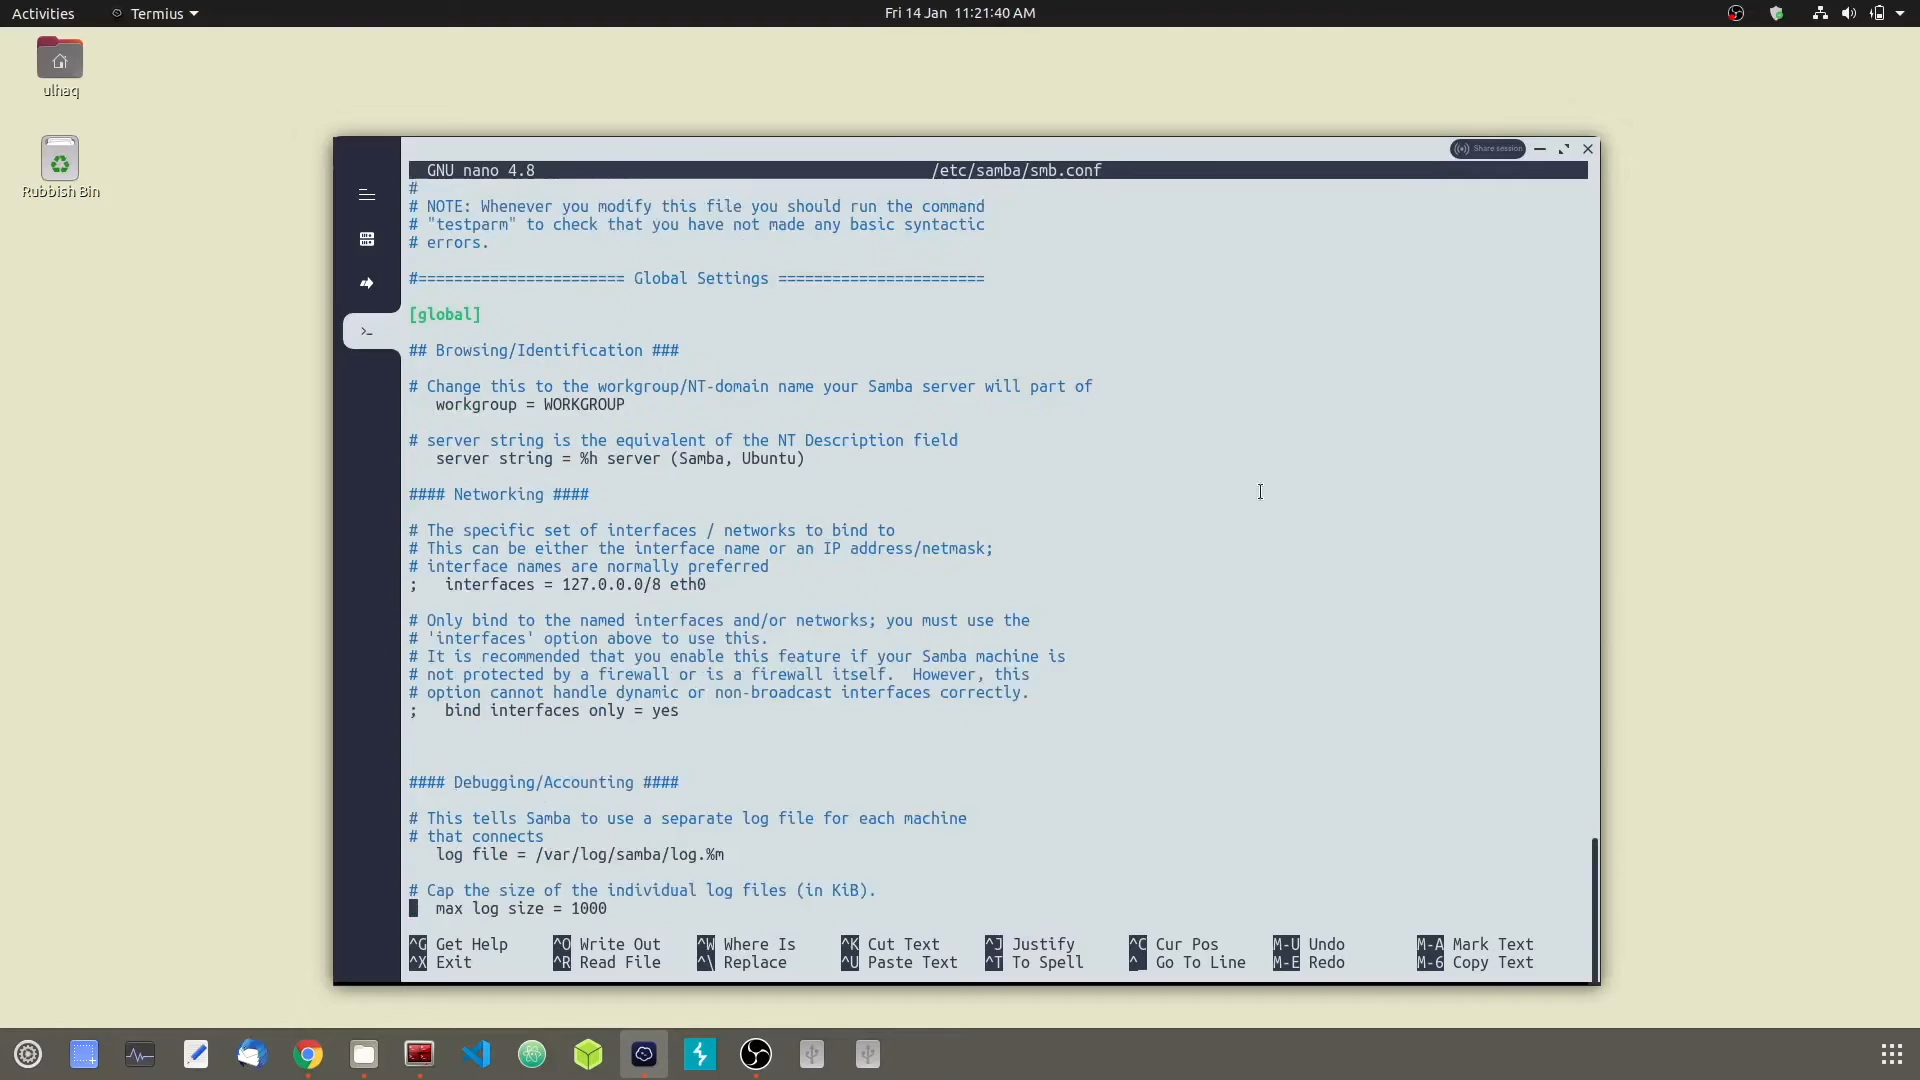 Activities
Termius
Fri 14 Jan 11:21:40 AM
ulhaq
Rubbish Bin
Share session
GNU nano 4.8 /etc/samba/smb.conf
#
# NOTE: Whenever you modify this file you should run the command
# "testparm" to check that you have not made any basic syntactic
# errors.
#======================= Global Settings =======================
[global]
## Browsing/Identification ###
# Change this to the workgroup/NT-domain name your Samba server will part of
workgroup = WORKGROUP
# server string is the equivalent of the NT Description field
server string = %h server (Samba, Ubuntu)
#### Networking ####
# The specific set of interfaces / networks to bind to
# This can be either the interface name or an IP address/netmask;
# interface names are normally preferred
; interfaces = 127.0.0.0/8 eth0
# Only bind to the named interfaces and/or networks; you must use the
# 'interfaces' option above to use this.
# It is recommended that you enable this feature if your Samba machine is
# not protected by a firewall or is a firewall itself. However, this
# option cannot handle dynamic or non-broadcast interfaces correctly.
; bind interfaces only = yes
#### Debugging/Accounting ####
# This tells Samba to use a separate log file for each machine
# that connects
log file = /var/log/samba/log.%m
# Cap the size of the individual log files (in KiB).
max log size = 1000
^G Get Help ^O Write Out ^W Where Is ^K Cut Text ^J Justify ^C Cur Pos M-U Undo M-A Mark Text
^X Exit ^R Read File ^\ Replace ^U Paste Text ^T To Spell ^_ Go To Line M-E Redo M-6 Copy Text